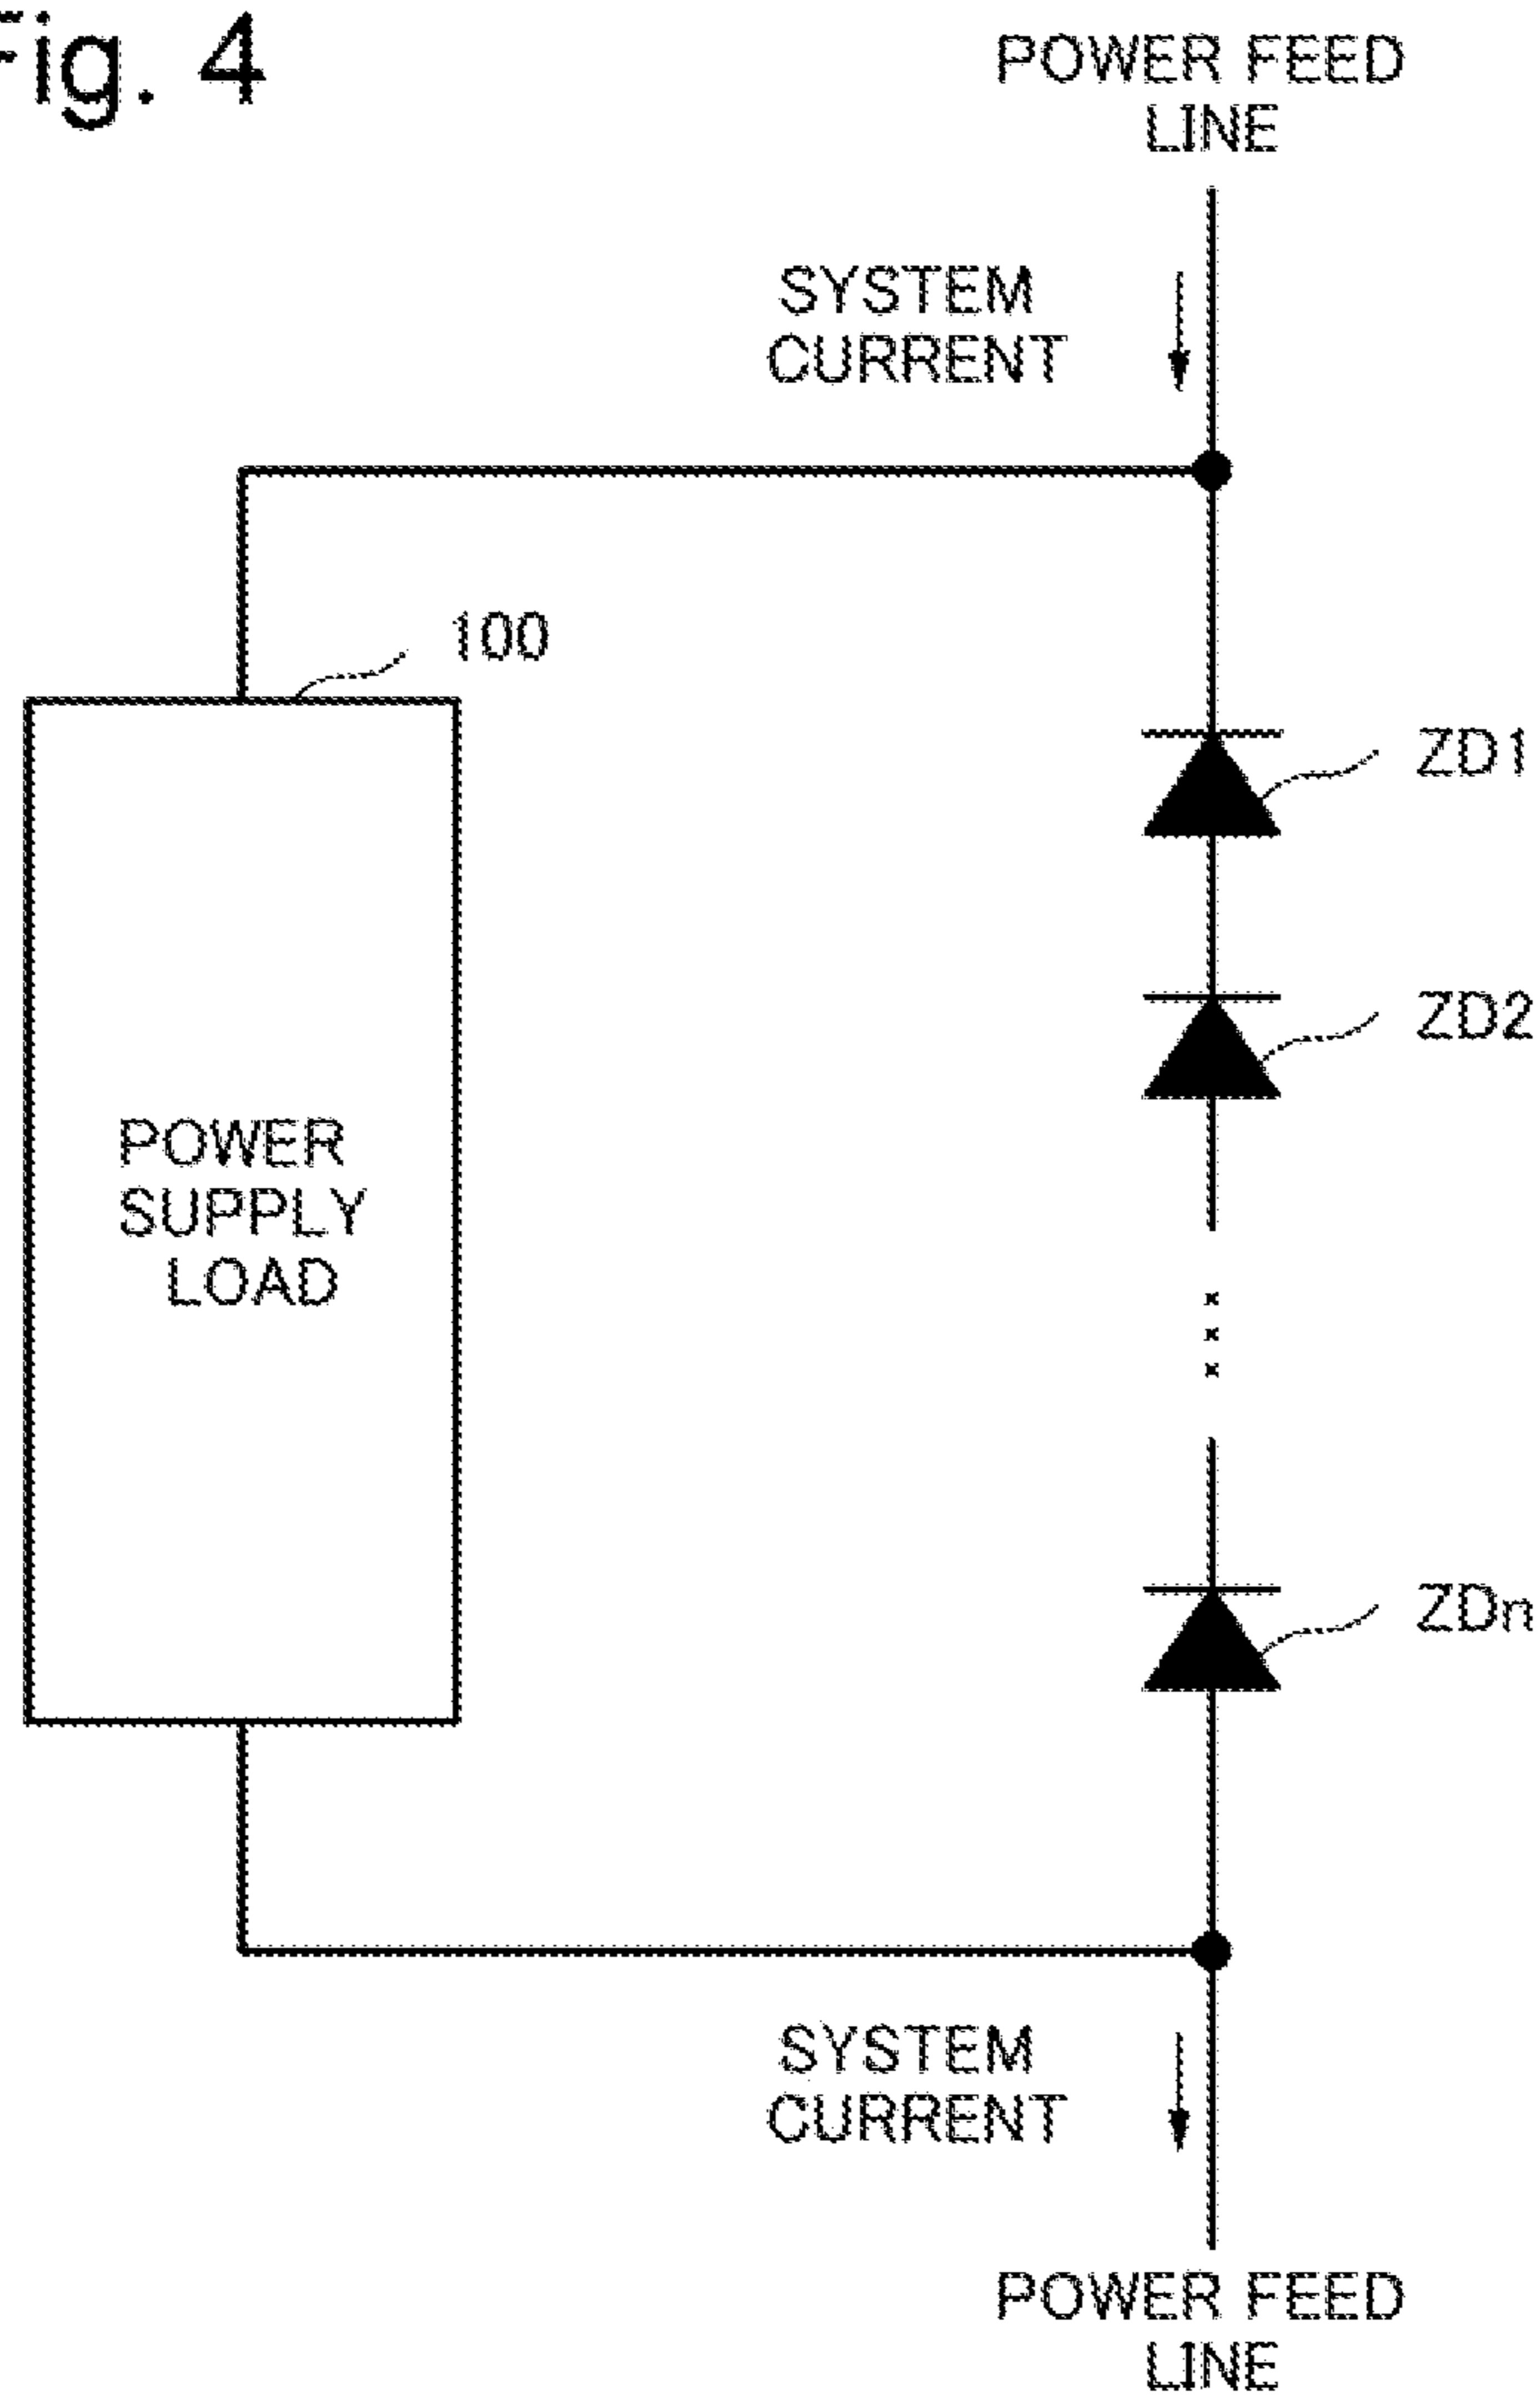 Fig. 4
POWER FEED
LINE
SYSTEM
CURRENT
100
ZD1
ZD2
POWER
SUPPLY
LOAD
ZDn
SYSTEM
CURRENT
POWER FEED
LINE